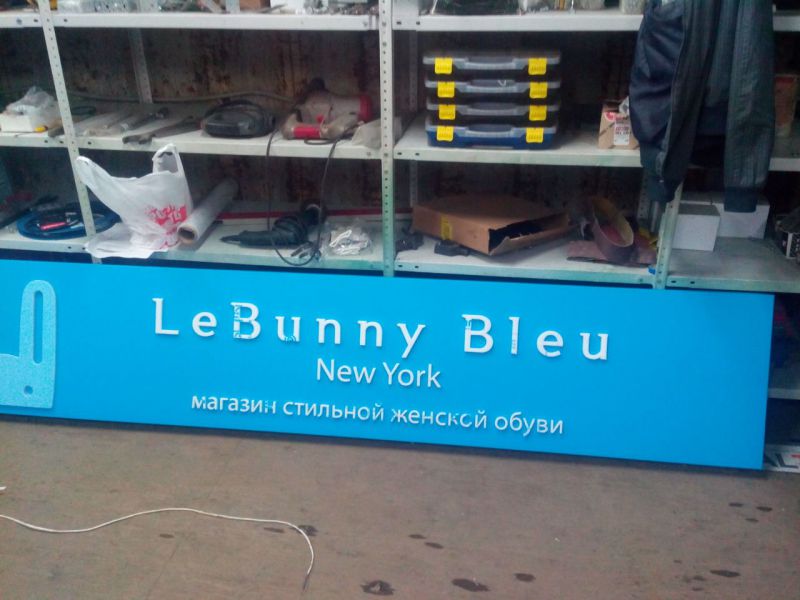 LeBunny Bleu
New York
магазин стильной женской обуви